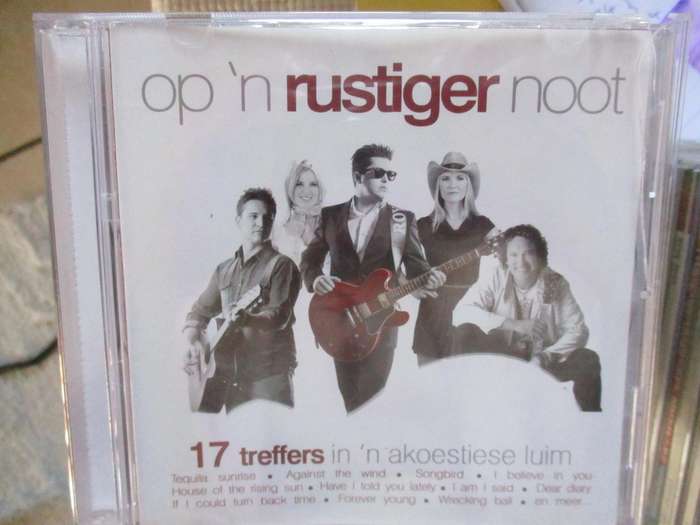 op 'n rustiger noot
ROY
17 treffers in 'n akoestiese luim
Tequila sunrise • Against the wind • Songbird • I believe in you
House of the rising sun • Have I told you lately • I am I said • Dear diary
If I could turn back time • Forever young • Wrecking ball • en meer...